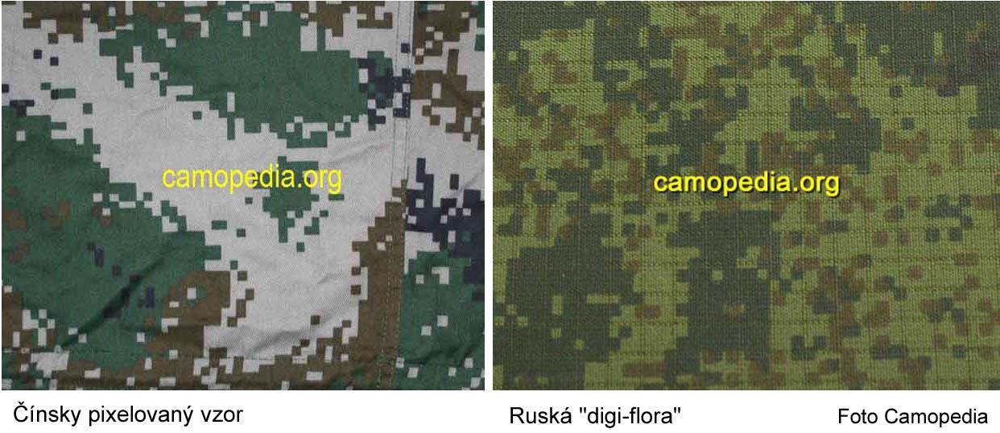 camopedia.org
camopedia.org
Čínsky pixelovaný vzor
Ruská "digi-flora"
Foto Camopedia